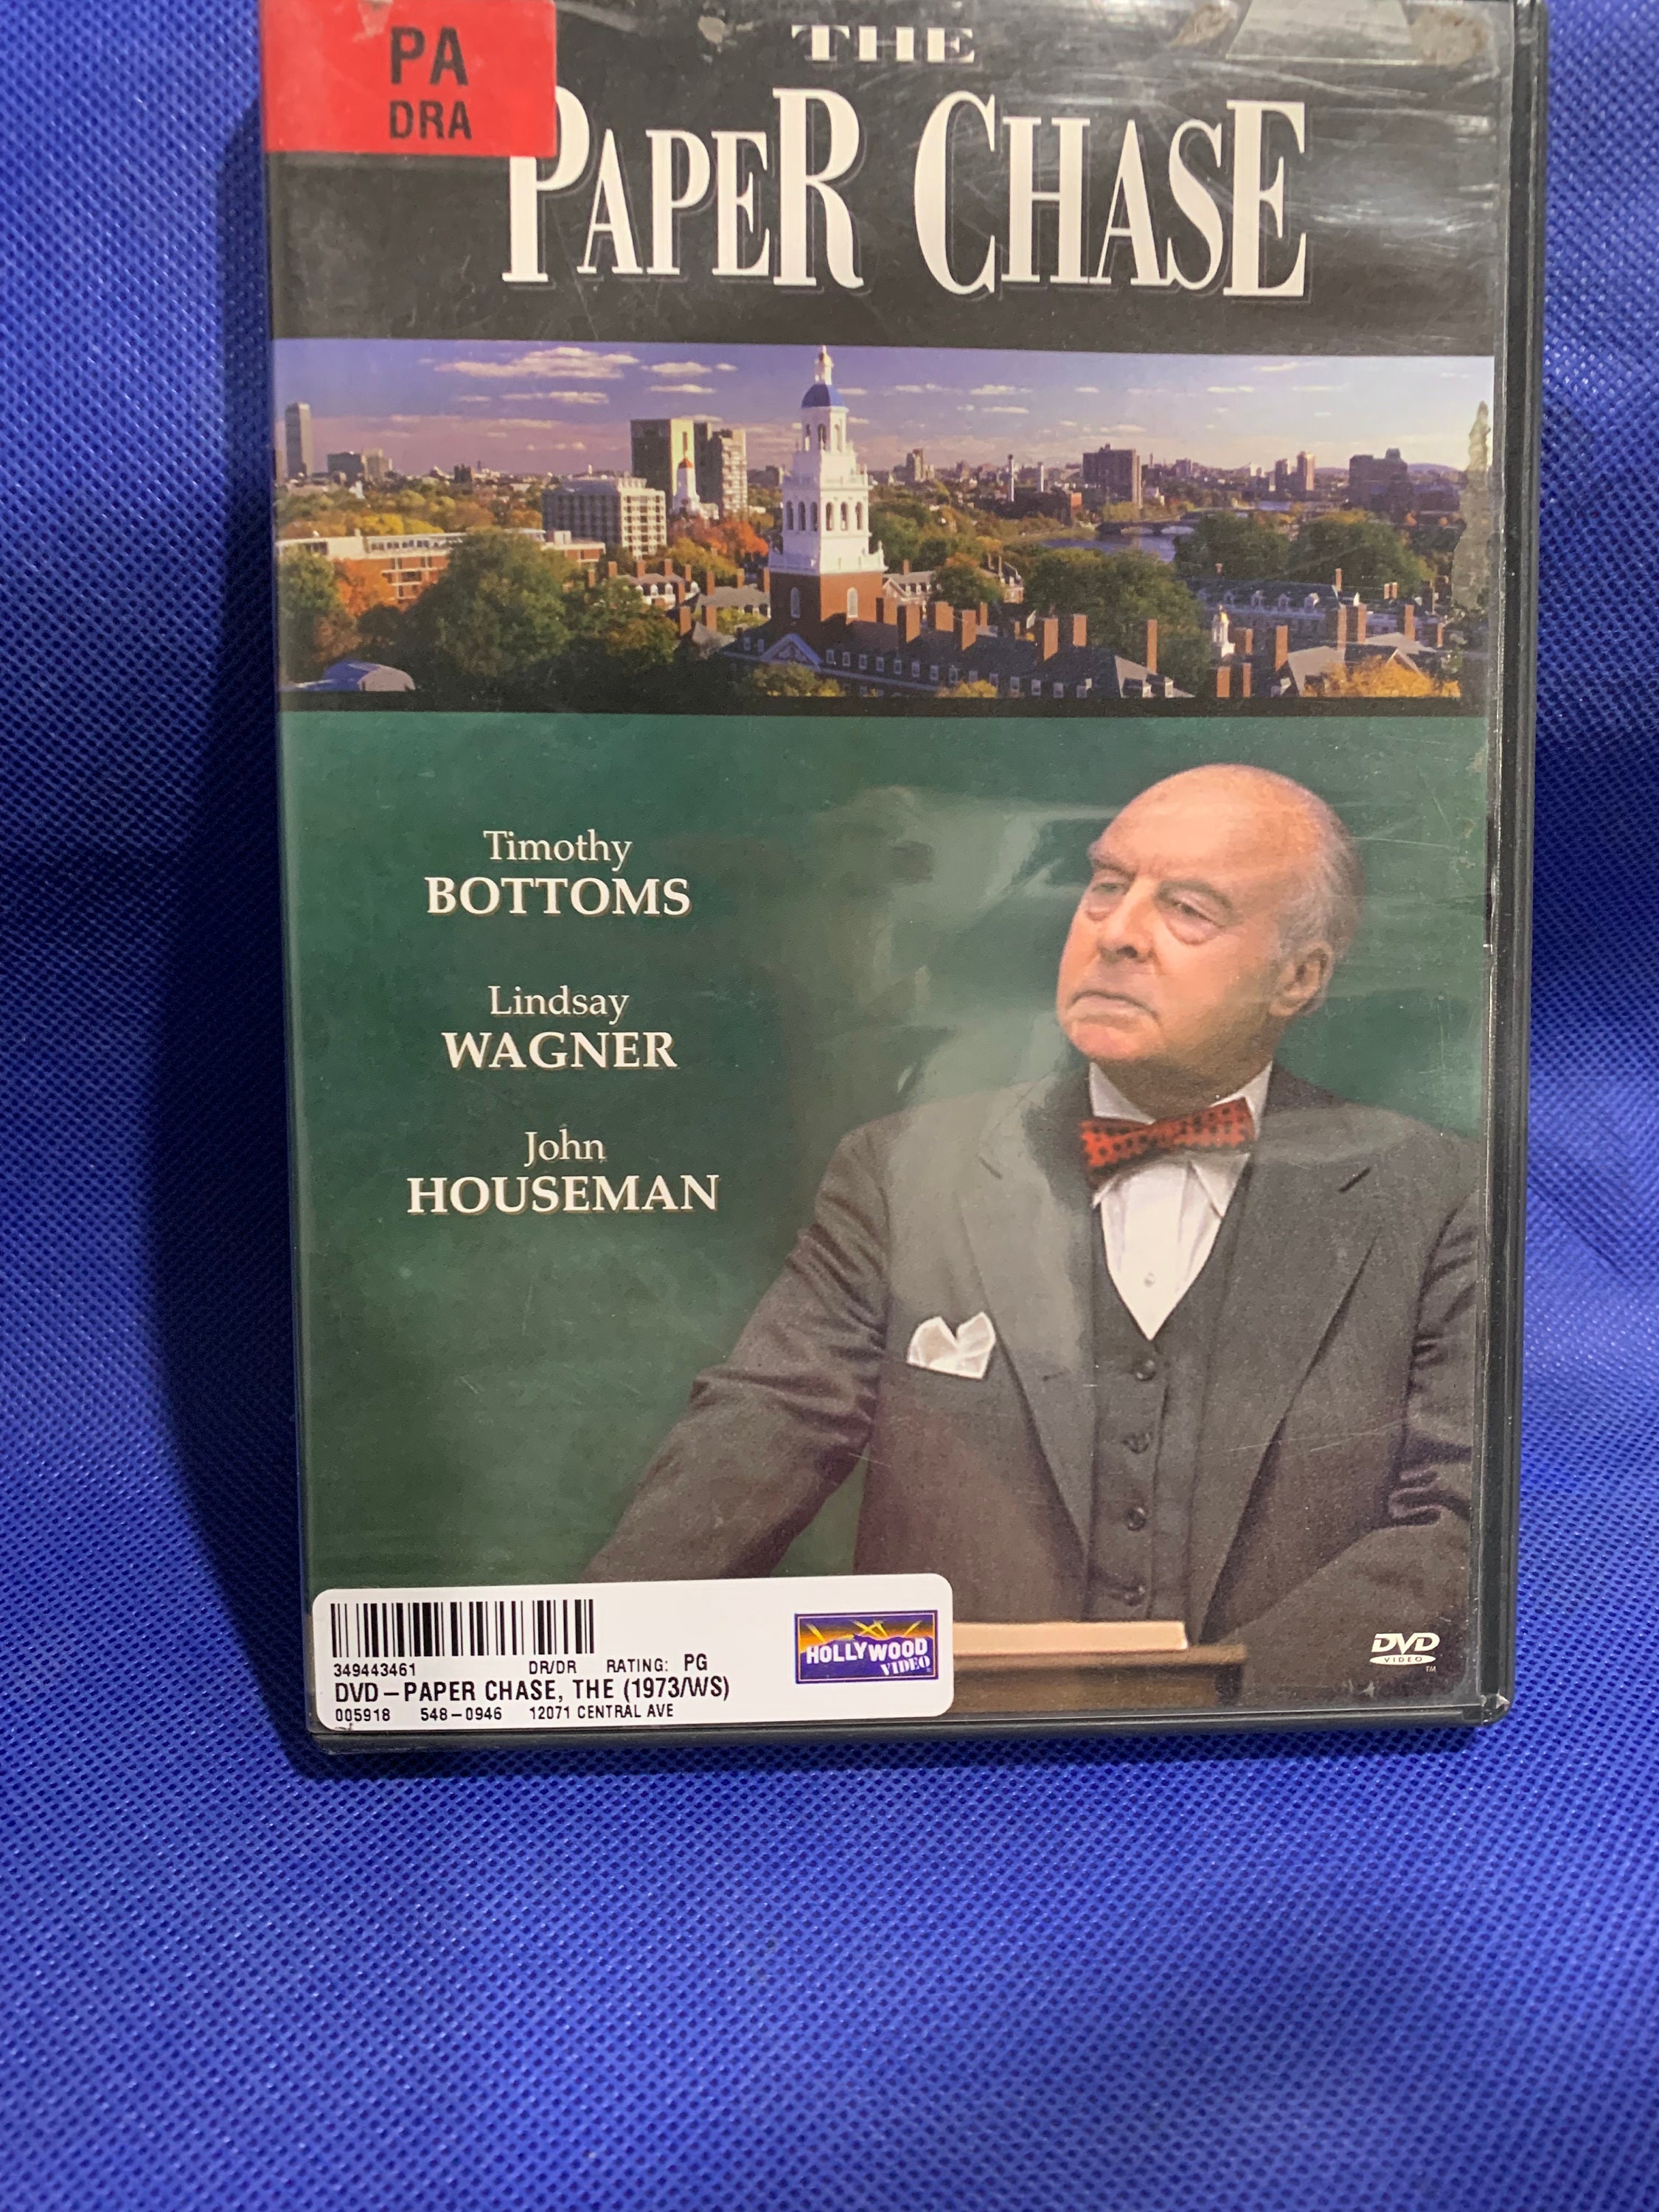 PA
DRA
THE
PAPER CHASE
Timothy
BOTTOMS
Lindsay
WAGNER
John
HOUSEMAN
349443461 DR/DR RATING: PG
DVD-PAPER CHASE, THE (1973/WS)
005918 548-0946 12071 CENTRAL AVE
HOLLYWOOD
VIDEO
DVD
VIDEO
TM